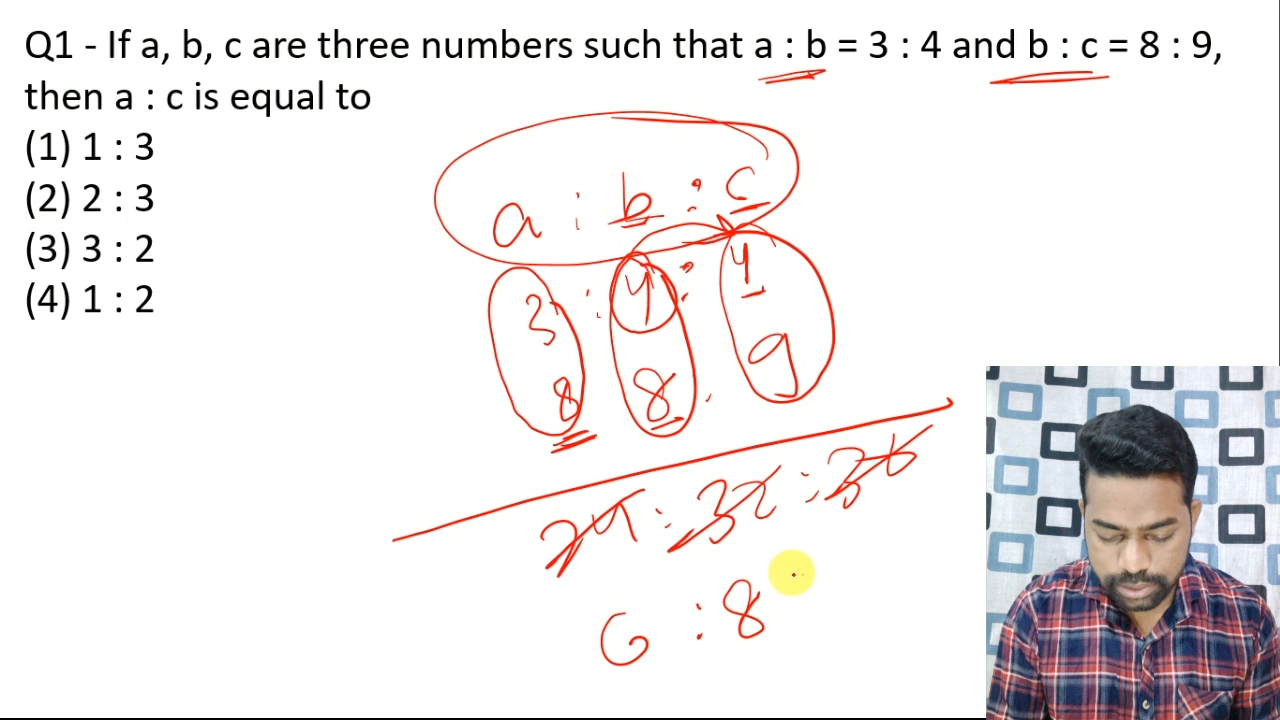 Q1 - If a, b, c are three numbers such that a : b = 3 : 4 and b : c = 8 : 9,
then a : c is equal to
(1) 1 : 3
(2) 2 : 3
(3) 3 : 2
(4) 1 : 2
a : b : c
3 : 4 : 4
8 8 9
24 : 32 : 36
6 : 8